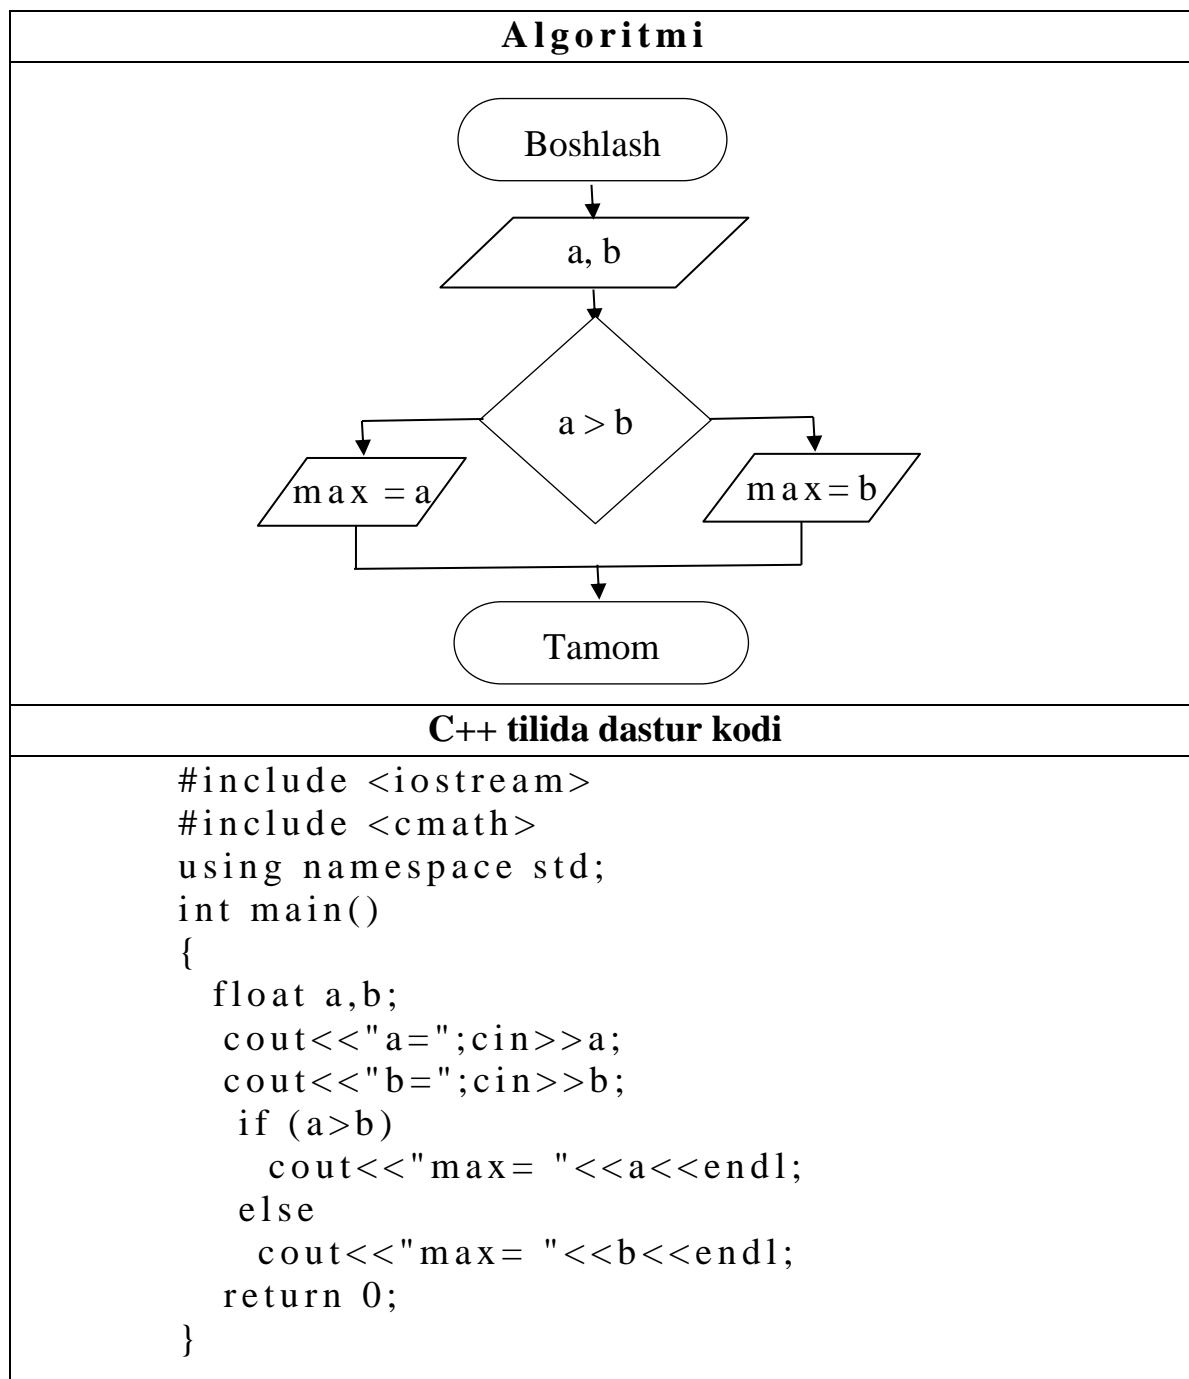 Algoritmi
Boshlash
a, b
a > b
max = a
max= b
Tamom
C++ tilida dastur kodi
#include <iostream>
#include <cmath>
using namespace std;
int main()
{
float a,b;
cout<<"a=";cin>>a;
cout<<"b=";cin>>b;
if (a>b)
cout<<"max= "<<a<<endl;
else
cout<<"max= "<<b<<endl;
return 0;
}